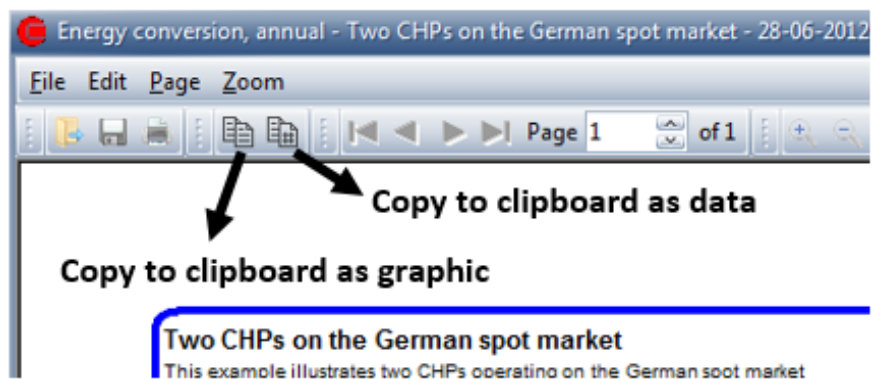 Energy conversion, annual - Two CHPs on the German spot market - 28-06-2012
File Edit Page Zoom
Page 1 of 1
Copy to clipboard as data
Copy to clipboard as graphic
Two CHPs on the German spot market
This example illustrates two CHPs operating on the German spot market